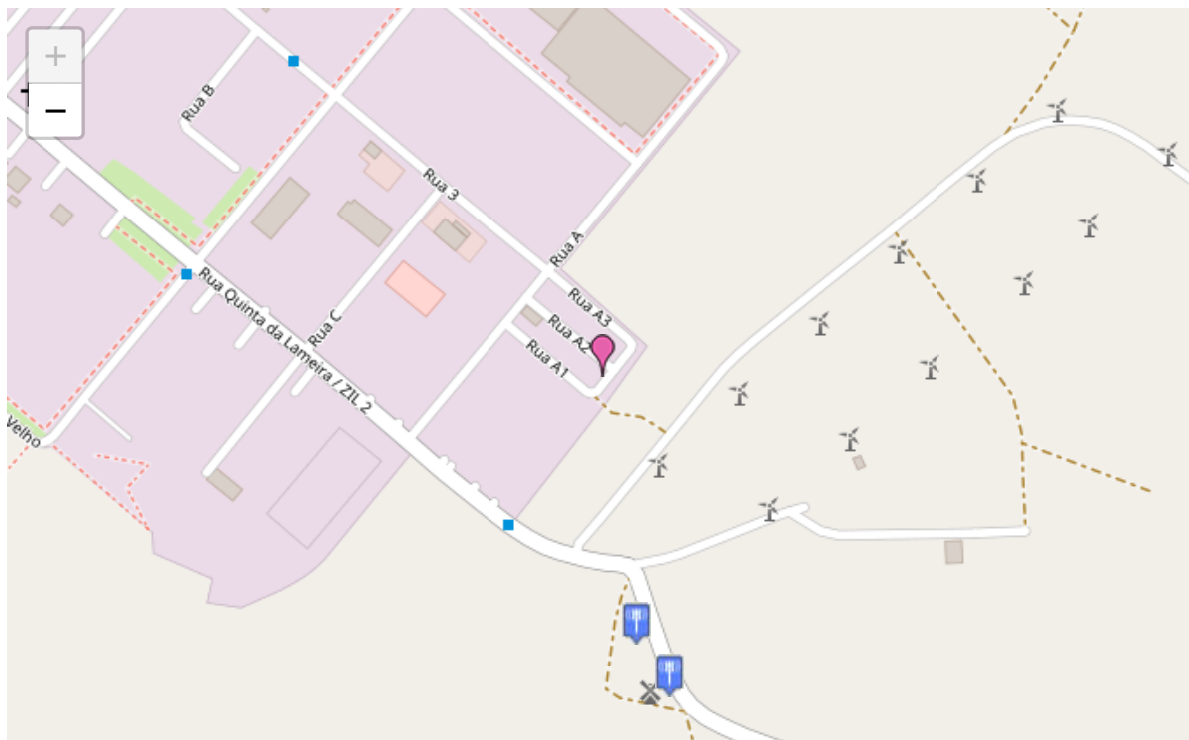 +
−
Rua B
Rua 3
Rua A
Rua A3
Rua A2
Rua A1
Rua C
Rua Quinta da Lameira / ZIL 2
Velho